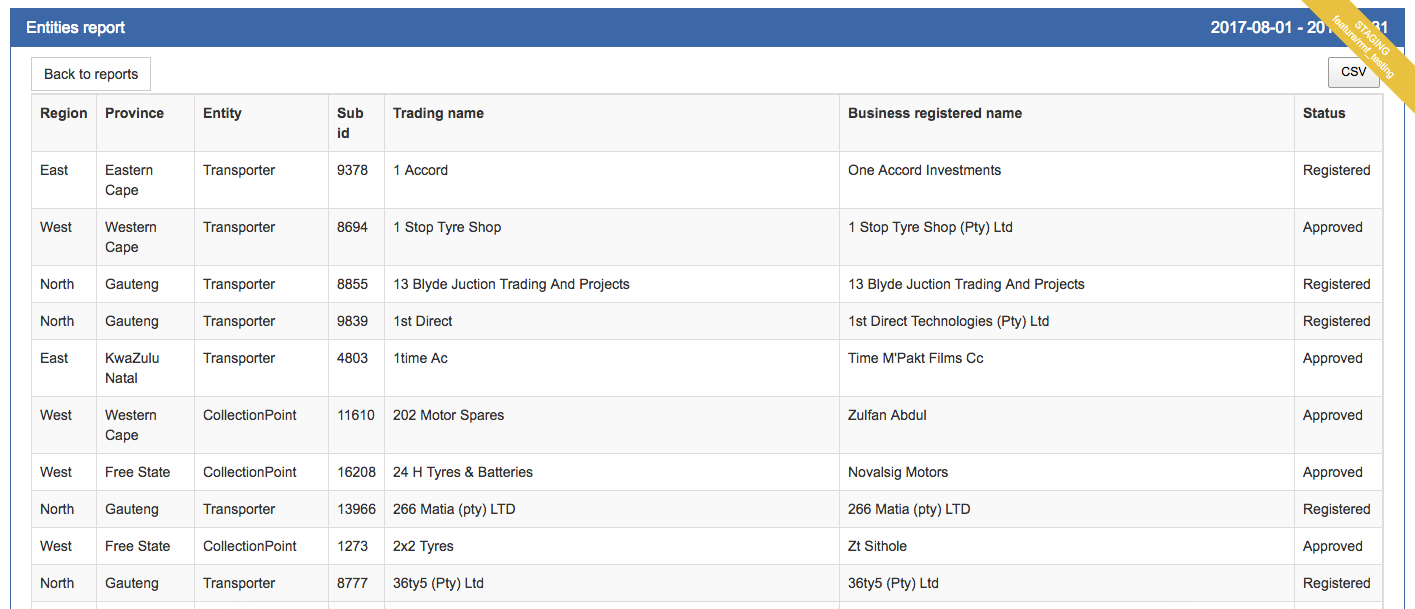 Entities report
2017-08-01 - 20 31
STAGING
feature/rmf_testing
Back to reports
CSV
Region Province Entity Sub id Trading name Business registered name Status
East Eastern Cape Transporter 9378 1 Accord One Accord Investments Registered
West Western Cape Transporter 8694 1 Stop Tyre Shop 1 Stop Tyre Shop (Pty) Ltd Approved
North Gauteng Transporter 8855 13 Blyde Juction Trading And Projects 13 Blyde Juction Trading And Projects Registered
North Gauteng Transporter 9839 1st Direct 1st Direct Technologies (Pty) Ltd Registered
East KwaZulu Natal Transporter 4803 1time Ac Time M'Pakt Films Cc Approved
West Western Cape CollectionPoint 11610 202 Motor Spares Zulfan Abdul Approved
West Free State CollectionPoint 16208 24 H Tyres & Batteries Novalsig Motors Approved
North Gauteng Transporter 13966 266 Matia (pty) LTD 266 Matia (pty) LTD Registered
West Free State CollectionPoint 1273 2x2 Tyres Zt Sithole Approved
North Gauteng Transporter 8777 36ty5 (Pty) Ltd 36ty5 (Pty) Ltd Registered